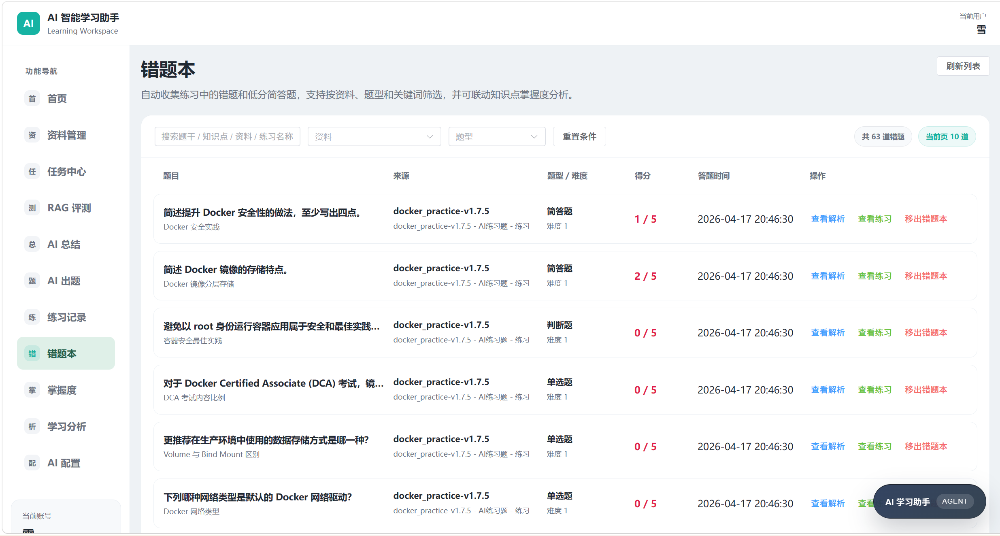 AI
AI 智能学习助手
Learning Workspace
当前用户
雪
功能导航
首 首页
资 资料管理
任 任务中心
测 RAG 评测
总 AI 总结
题 AI 出题
练 练习记录
错 错题本
掌 掌握度
析 学习分析
配 AI 配置
当前账号
错题本
刷新列表
自动收集练习中的错题和低分简答题，支持按资料、题型和关键词筛选，并可联动知识点掌握度分析。
搜索题干 / 知识点 / 资料 / 练习名称 资料 题型 重置条件 共 63 道错题 当前页 10 道
题目 来源 题型 / 难度 得分 答题时间 操作
简述提升 Docker 安全性的做法，至少写出四点。 docker_practice-v1.7.5 简答题
Docker 安全实践 docker_practice-v1.7.5 - AI练习题 - 练习 难度 1
1 / 5 2026-04-17 20:46:30 查看解析 查看练习 移出错题本
简述 Docker 镜像的存储特点。 docker_practice-v1.7.5 简答题
Docker 镜像分层存储 docker_practice-v1.7.5 - AI练习题 - 练习 难度 1
2 / 5 2026-04-17 20:46:30 查看解析 查看练习 移出错题本
避免以 root 身份运行容器应用属于安全和最佳实践... docker_practice-v1.7.5 判断题
容器安全最佳实践 docker_practice-v1.7.5 - AI练习题 - 练习 难度 1
0 / 5 2026-04-17 20:46:30 查看解析 查看练习 移出错题本
对于 Docker Certified Associate (DCA) 考试，镜... docker_practice-v1.7.5 单选题
DCA 考试内容比例 docker_practice-v1.7.5 - AI练习题 - 练习 难度 1
0 / 5 2026-04-17 20:46:30 查看解析 查看练习 移出错题本
更推荐在生产环境中使用的数据存储方式是哪一种？ docker_practice-v1.7.5 单选题
Volume 与 Bind Mount 区别 docker_practice-v1.7.5 - AI练习题 - 练习 难度 1
0 / 5 2026-04-17 20:46:30 查看解析 查看练习 移出错题本
下列哪种网络类型是默认的 Docker 网络驱动？ docker_practice-v1.7.5 单选题
Docker 网络类型 docker_practice-v1.7.5 - AI练习题 - 练习 难度 1
0 / 5 2026-04-17 20:46:30 查看解析 查看
AI 学习助手 AGENT